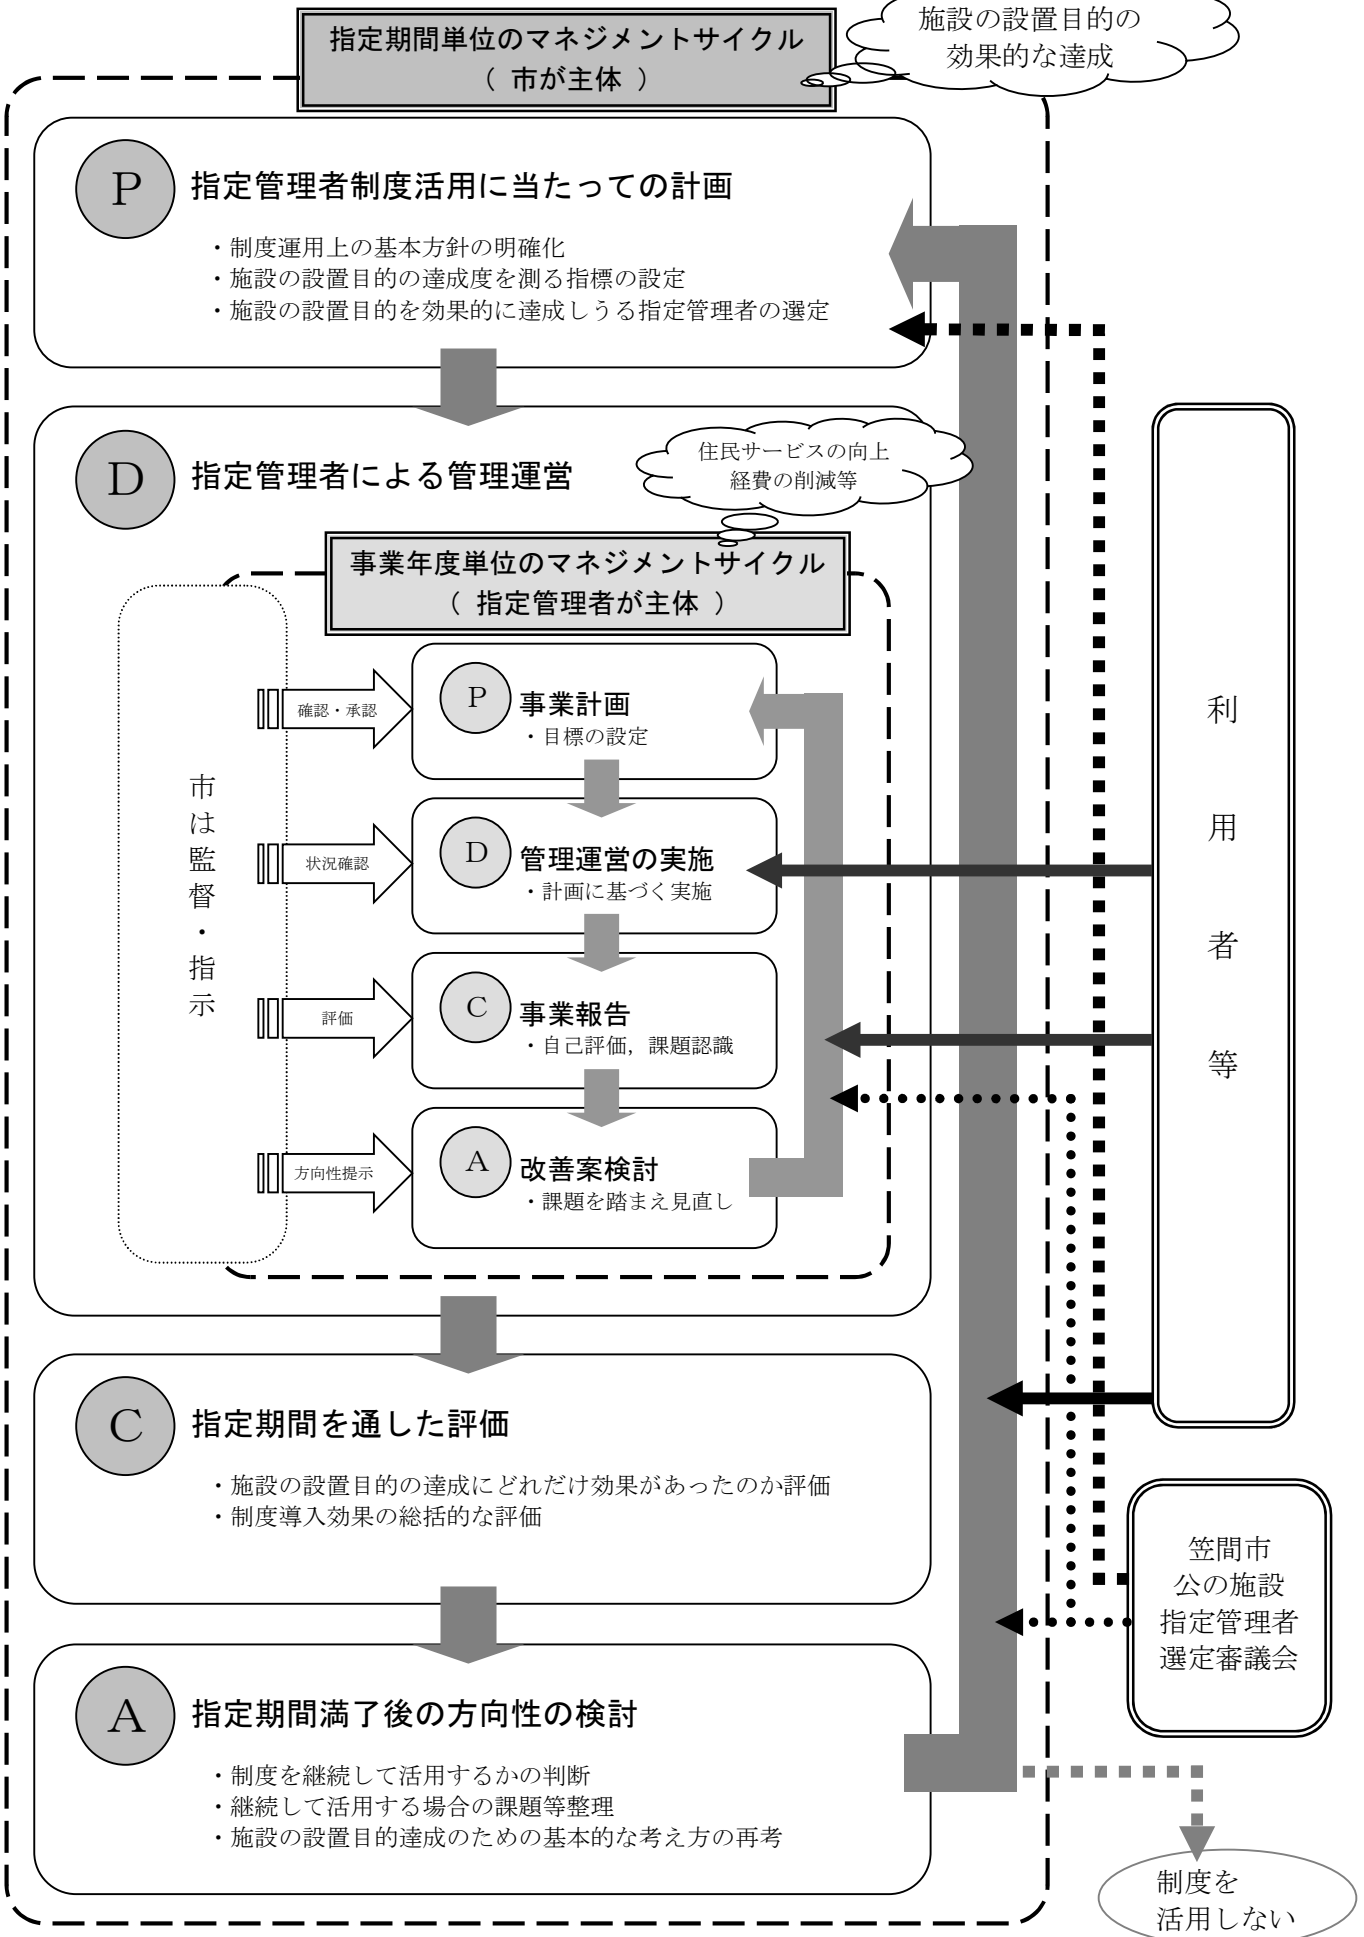 施設の設置目的の
効果的な達成
指定期間単位のマネジメントサイクル
（ 市が主体 ）
P
指定管理者制度活用に当たっての計画
・制度運用上の基本方針の明確化
・施設の設置目的の達成度を測る指標の設定
・施設の設置目的を効果的に達成しうる指定管理者の選定
D
指定管理者による管理運営
住民サービスの向上
経費の削減等
事業年度単位のマネジメントサイクル
（ 指定管理者が主体 ）
市は監督・指示
確認・承認
P
事業計画
・目標の設定
状況確認
D
管理運営の実施
・計画に基づく実施
評価
C
事業報告
・自己評価，課題認識
方向性提示
A
改善案検討
・課題を踏まえ見直し
利用者等
C
指定期間を通した評価
・施設の設置目的の達成にどれだけ効果があったのか評価
・制度導入効果の総括的な評価
笠間市
公の施設
指定管理者
選定審議会
A
指定期間満了後の方向性の検討
・制度を継続して活用するかの判断
・継続して活用する場合の課題等整理
・施設の設置目的達成のための基本的な考え方の再考
制度を
活用しない